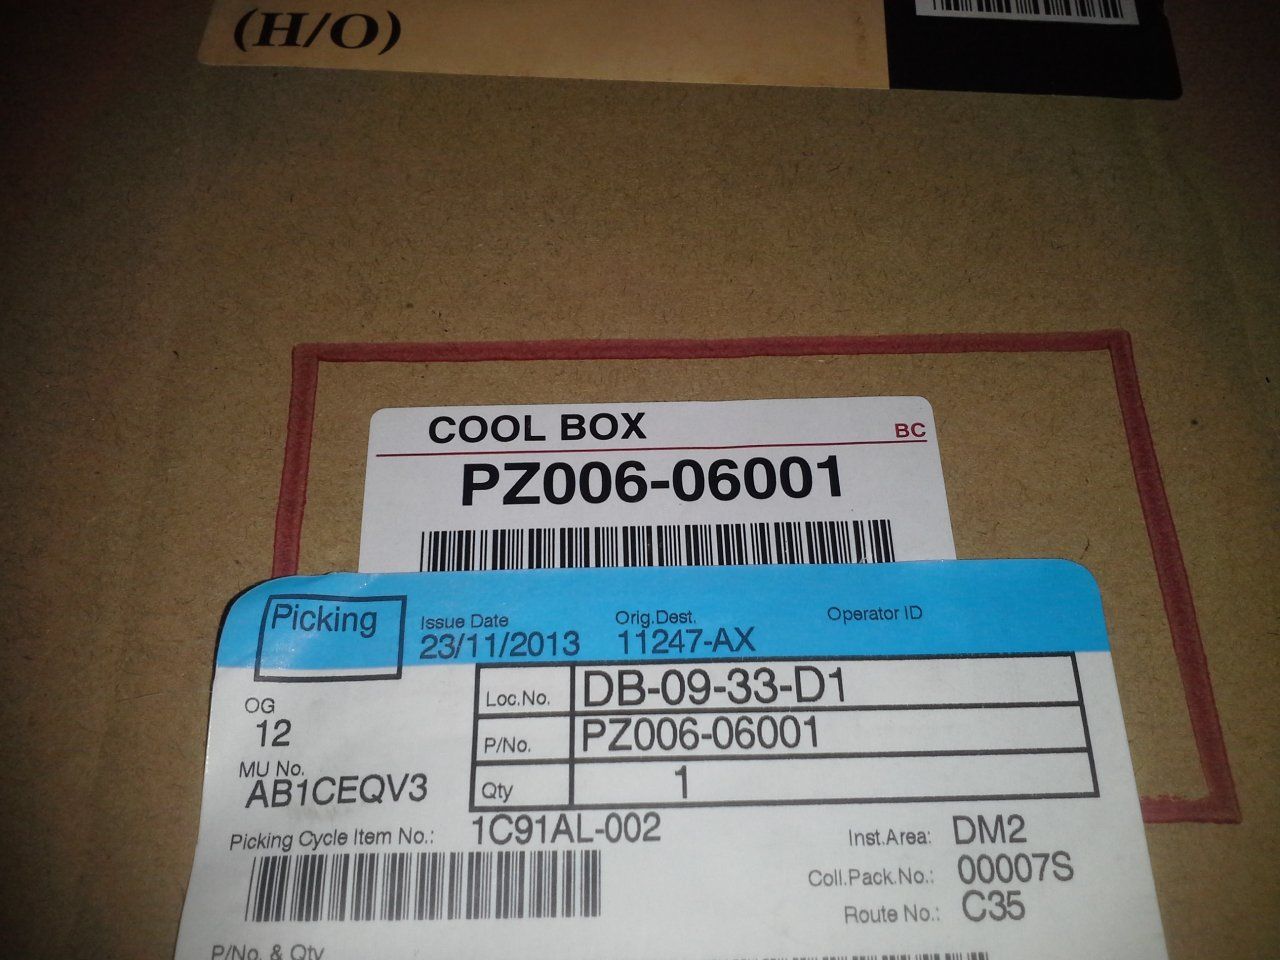 (H/O)
COOL BOX
BC
PZ006-06001
Picking
Issue Date
23/11/2013
Orig.Dest.
11247-AX
Operator ID
OG
12
Loc.No. DB-09-33-D1
P/No. PZ006-06001
Qty 1
MU No.
AB1CEQV3
Picking Cycle Item No.: 1C91AL-002
Inst.Area: DM2
Coll.Pack.No.: 00007S
Route No.: C35
P/No. & Qty